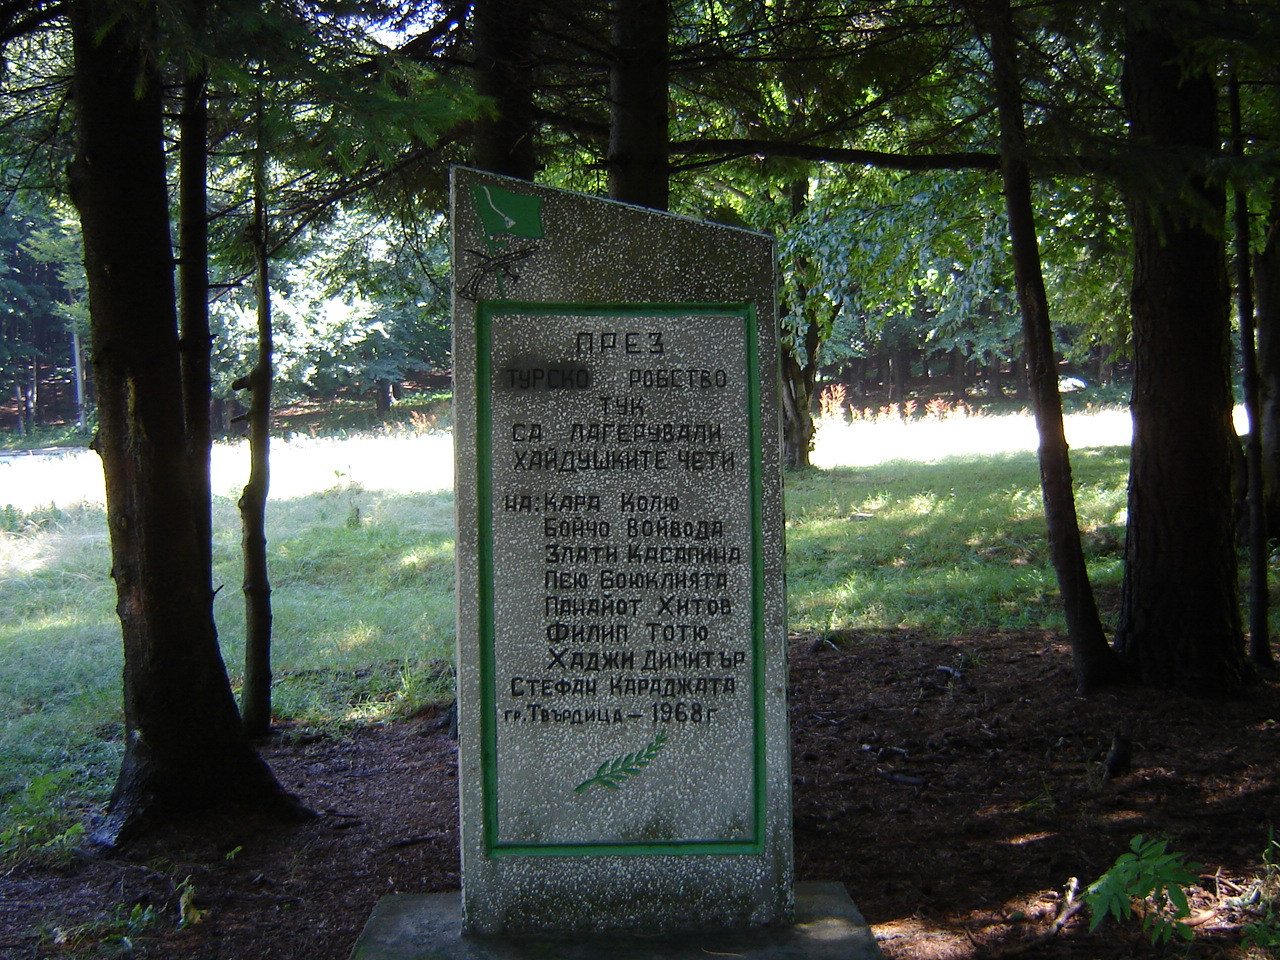 ПРЕЗ
ТУРСКО РОБСТВО
ТУК
СА ЛАГЕРУВАЛИ
ХАЙДУШКИТЕ ЧЕТИ
НА: КАРА КОЛЮ
БОЙЧО ВОЙВОДА
ЗЛАТИ КАСАПИНА
ПЕЮ БОЮКЛИЯТА
ПАНАЙОТ ХИТОВ
ФИЛИП ТОТЮ
ХАДЖИ ДИМИТЪР
СТЕФАН КАРАДЖАТА
ГР. ТВЪРДИЦА – 1968 Г.